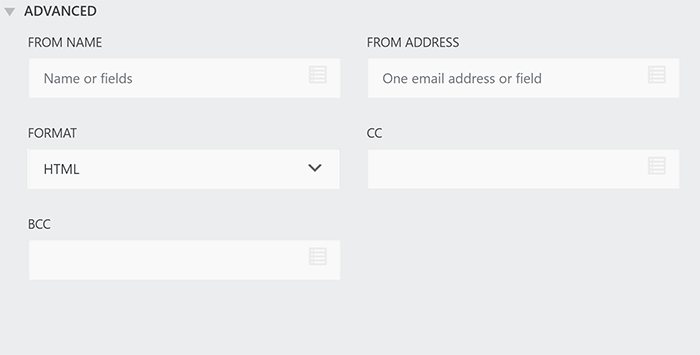 ADVANCED
FROM NAME
FROM ADDRESS
Name or fields
One email address or field
FORMAT
CC
HTML
BCC